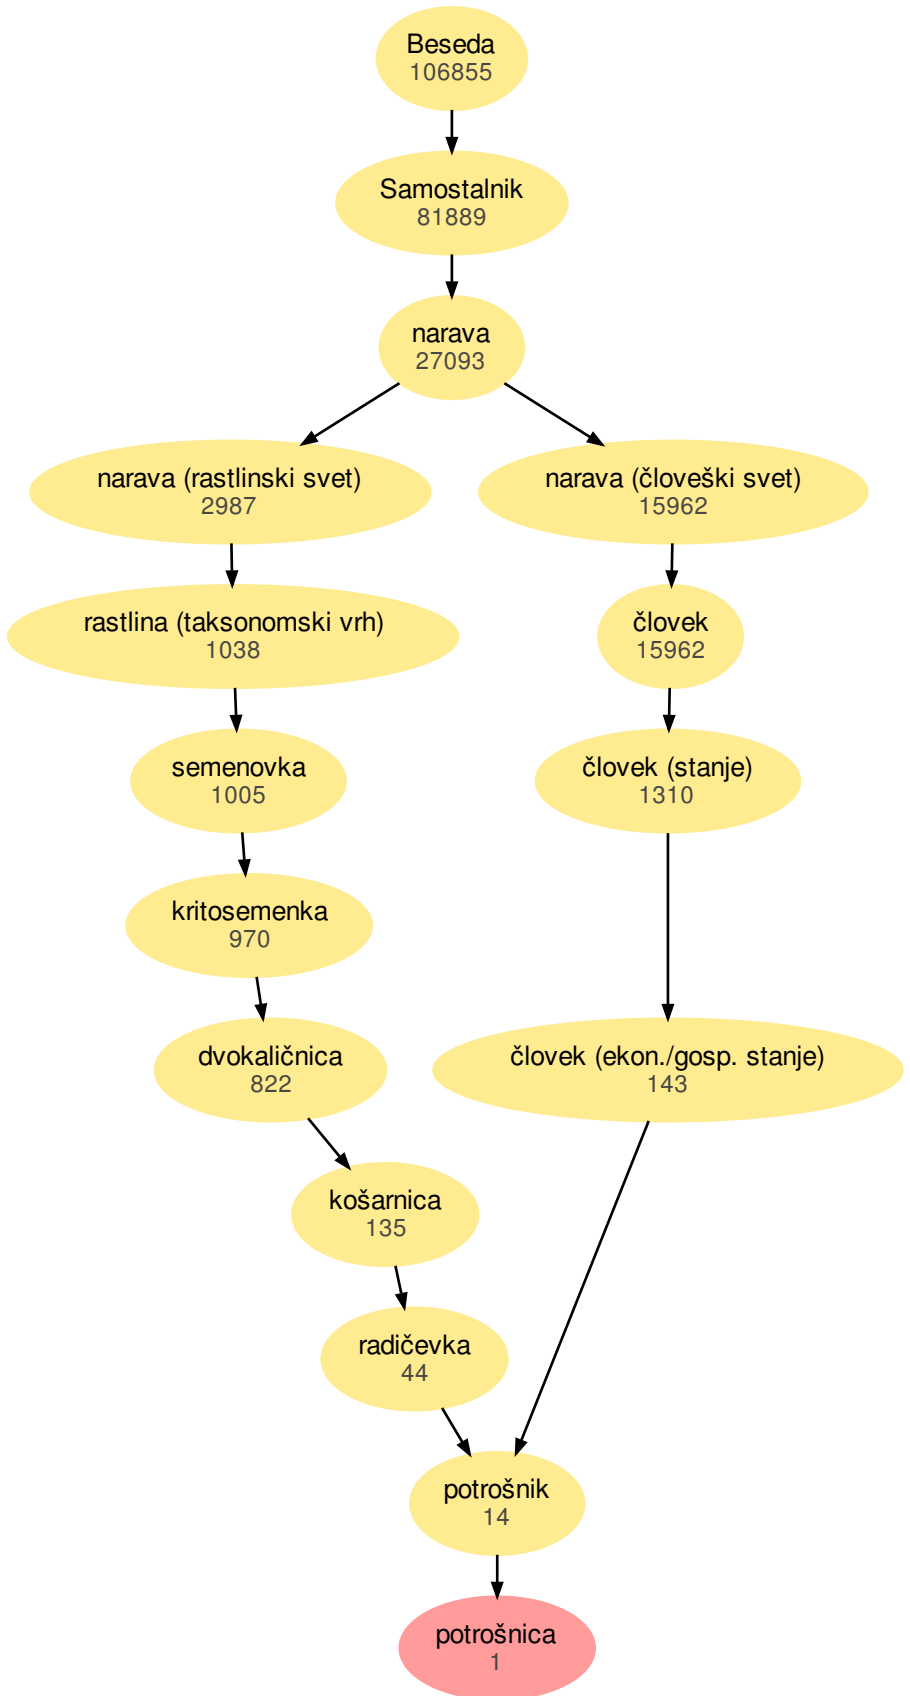 Beseda
106855
Samostalnik
81889
narava
27093
narava (rastlinski svet)
2987
narava (človeški svet)
15962
rastlina (taksonomski vrh)
1038
človek
15962
semenovka
1005
človek (stanje)
1310
kritosemenka
970
dvokaličnica
822
človek (ekon./gosp. stanje)
143
košarnica
135
radičevka
44
potrošnik
14
potrošnica
1